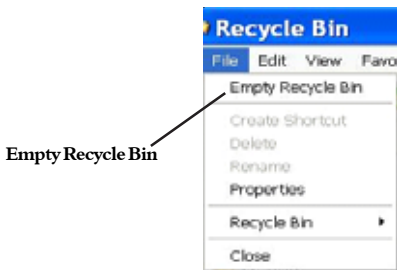 Recycle Bin
File Edit View Favo
Empty Recycle Bin
Create Shortcut
Delete
Rename
Properties
Recycle Bin
Close
Empty Recycle Bin